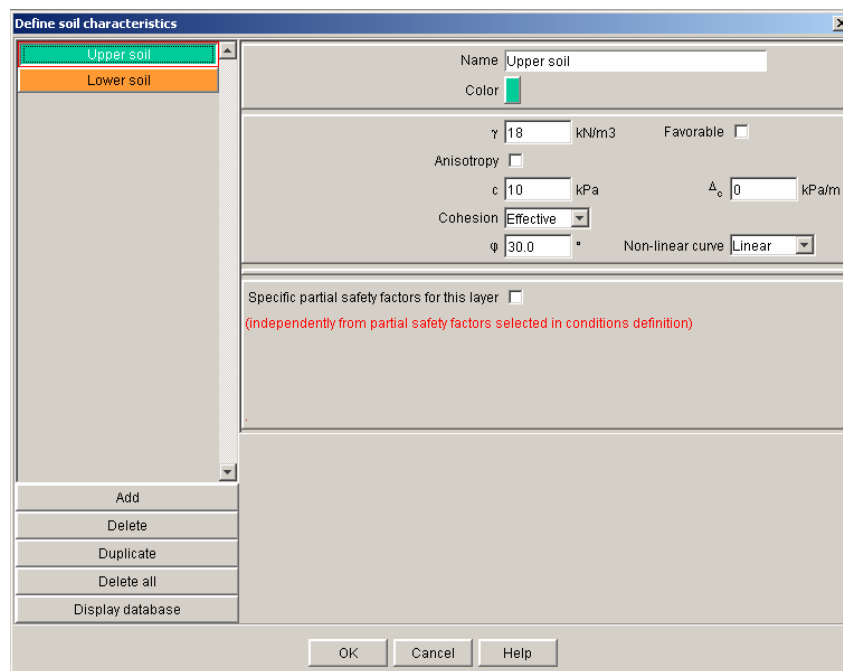 Define soil characteristics
Upper soil
Lower soil
Name Upper soil
Color
γ 18 kN/m3 Favorable
Anisotropy
c 10 kPa Δc 0 kPa/m
Cohesion Effective
φ 30.0 ° Non-linear curve Linear
Specific partial safety factors for this layer
(independently from partial safety factors selected in conditions definition)
.
Add
Delete
Duplicate
Delete all
Display database
OK Cancel Help